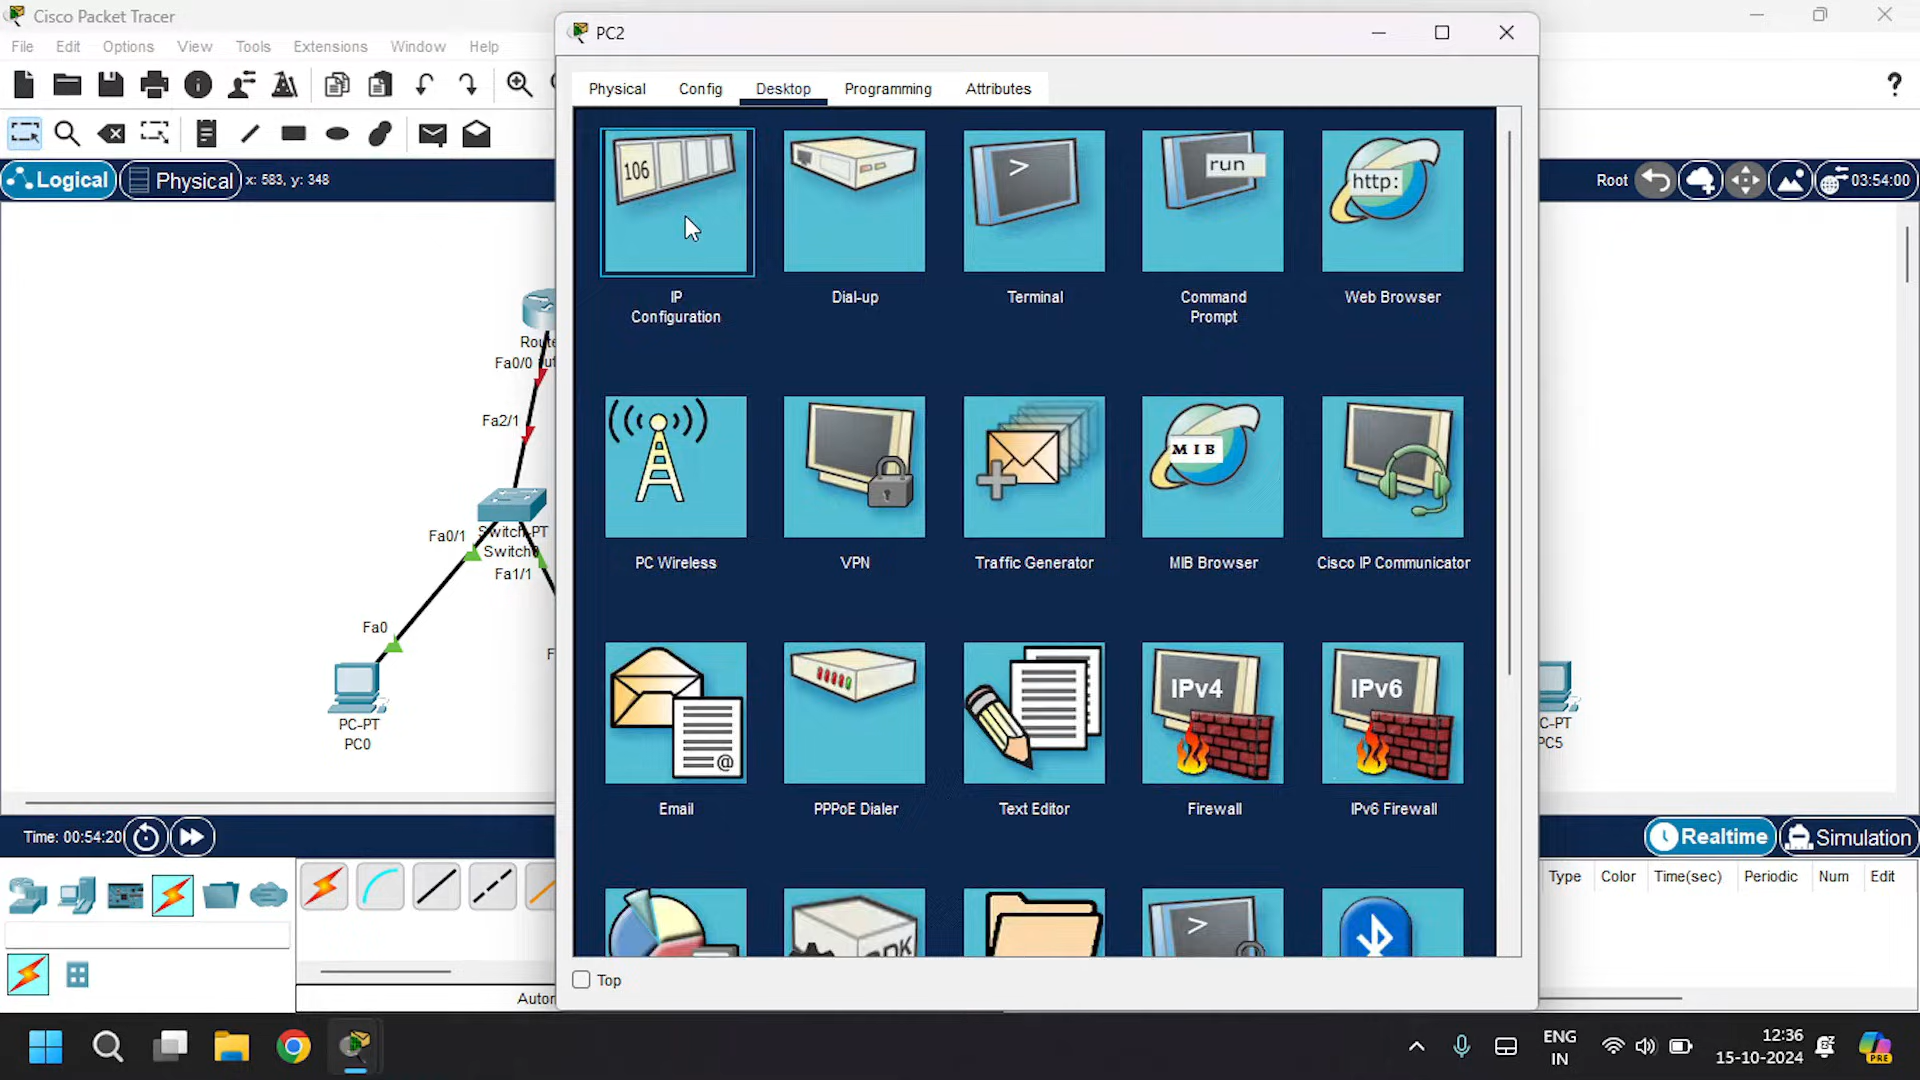 Cisco Packet Tracer
File Edit Options View Tools Extensions Window Help
Logical
Physical
x: 583, y: 348
Root
03:54:00
Fa0/0
Fa2/1
Fa0/1
Switch-PT
Fa1/1
Fa0
PC-PT
PC0
PC5
Time: 00:54:20
Realtime
Simulation
Type Color Time(sec) Periodic Num Edit
PC2
Physical Config Desktop Programming Attributes
106
>
run
http:
IP
Configuration
Dial-up
Terminal
Command
Prompt
Web Browser
MIB
PC Wireless
VPN
Traffic Generator
MIB Browser
Cisco IP Communicator
@
IPv4
IPv6
Email
PPPoE Dialer
Text Editor
Firewall
IPv6 Firewall
>
Top
ENG
IN
12:36
15-10-2024
PRE